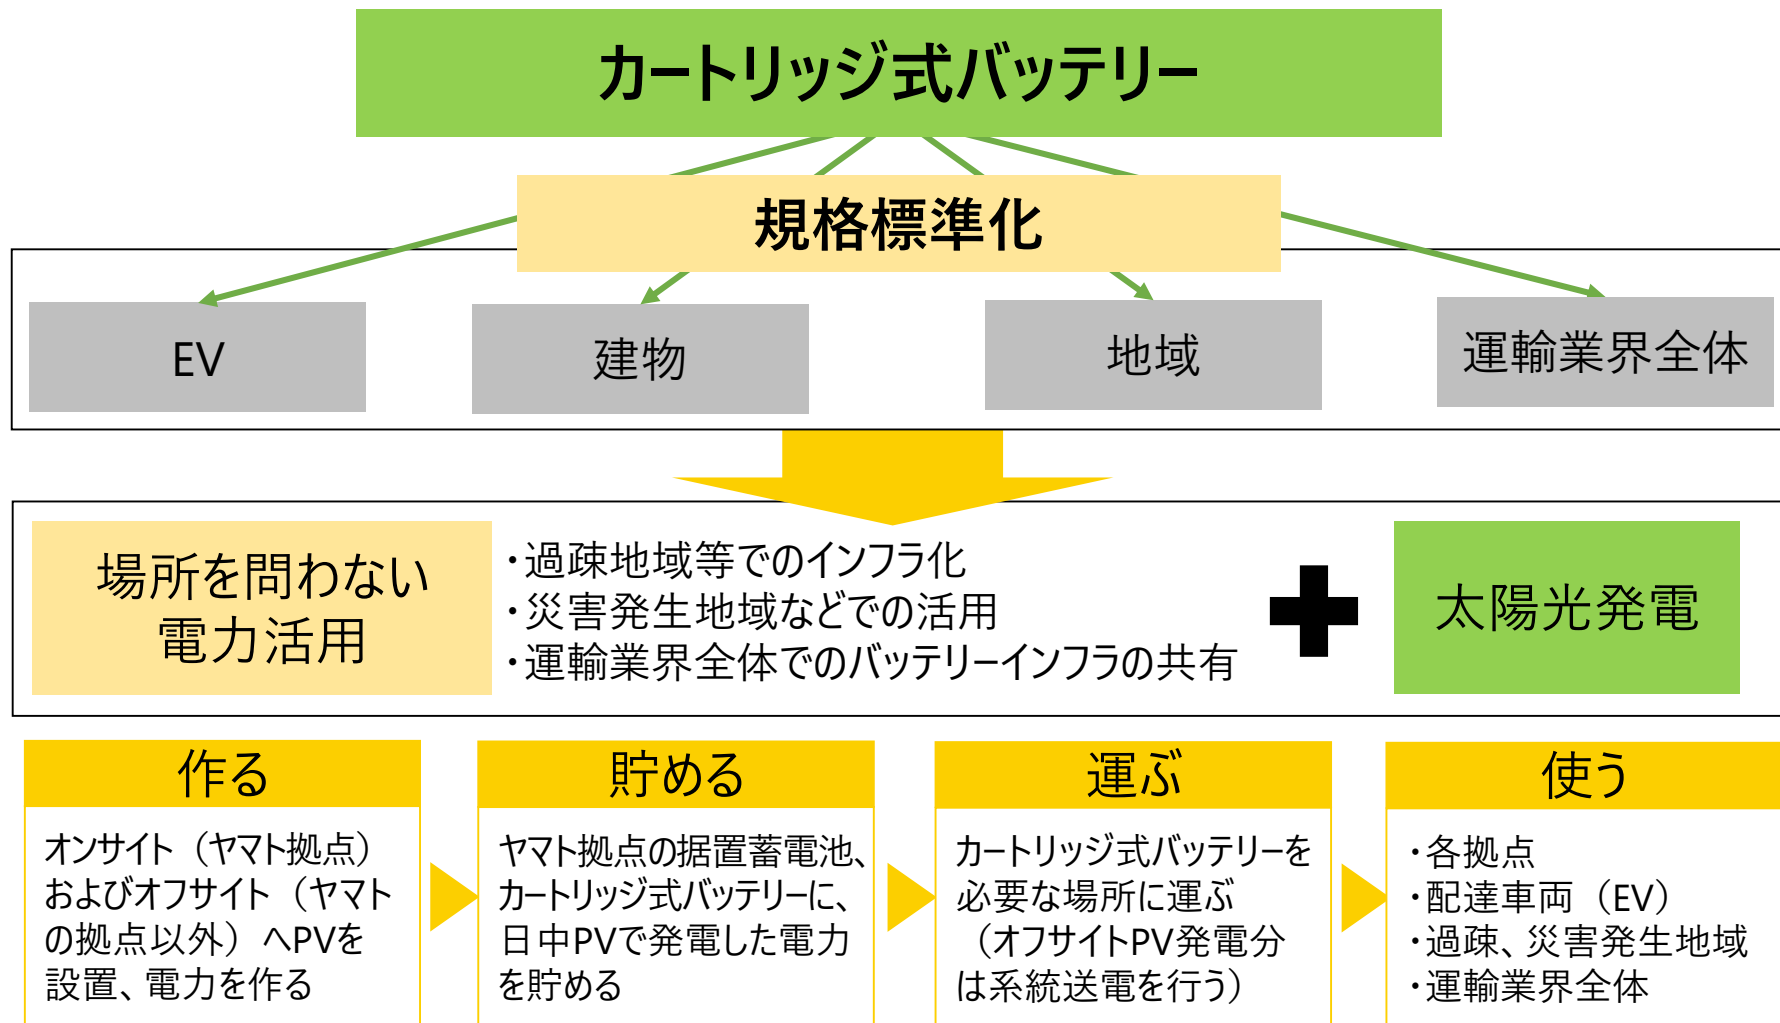 カートリッジ式バッテリー
規格標準化
EV
建物
地域
運輸業界全体
場所を問わない
電力活用
・過疎地域等でのインフラ化
・災害発生地域などでの活用
・運輸業界全体でのバッテリーインフラの共有
太陽光発電
作る
オンサイト（ヤマト拠点）
およびオフサイト（ヤマト
の拠点以外）へPVを
設置、電力を作る
貯める
ヤマト拠点の据置蓄電池、
カートリッジ式バッテリーに、
日中PVで発電した電力
を貯める
運ぶ
カートリッジ式バッテリーを
必要な場所に運ぶ
（オフサイトPV発電分
は系統送電を行う）
使う
・各拠点
・配達車両（EV）
・過疎、災害発生地域
・運輸業界全体